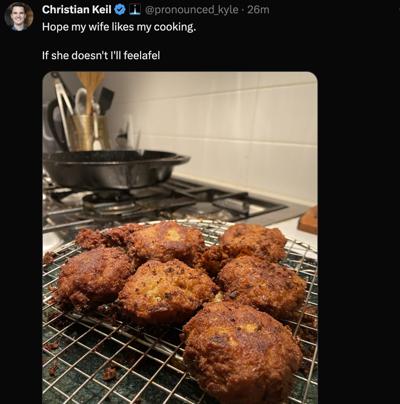 Christian Keil @pronounced_kyle · 26m
Hope my wife likes my cooking.
If she doesn't I'll feelafel